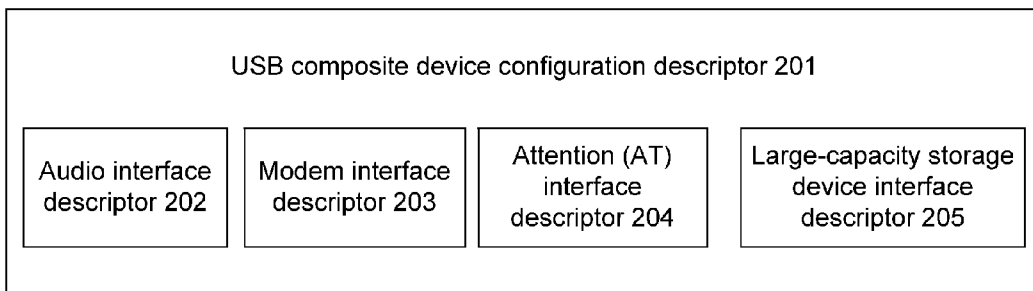 USB composite device configuration descriptor 201
Audio interface
descriptor 202
Modem interface
descriptor 203
Attention (AT)
interface
descriptor 204
Large-capacity storage
device interface
descriptor 205